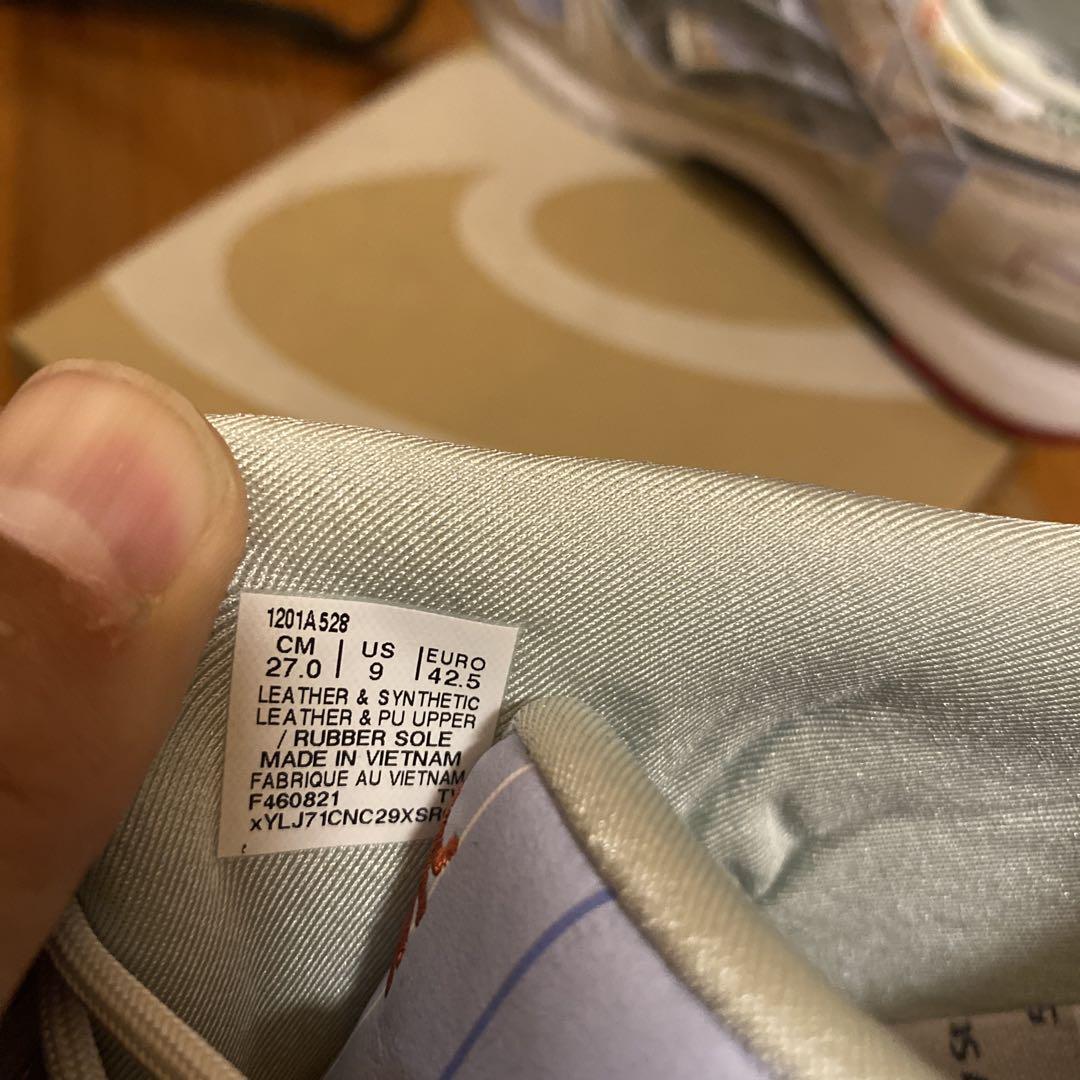 1201A528
CM | US | EURO
27.0 | 9 | 42.5
LEATHER & SYNTHETIC
LEATHER & PU UPPER
/ RUBBER SOLE
MADE IN VIETNAM
FABRIQUE AU VIETNAM
F460821
xYLJ71CNC29XSR